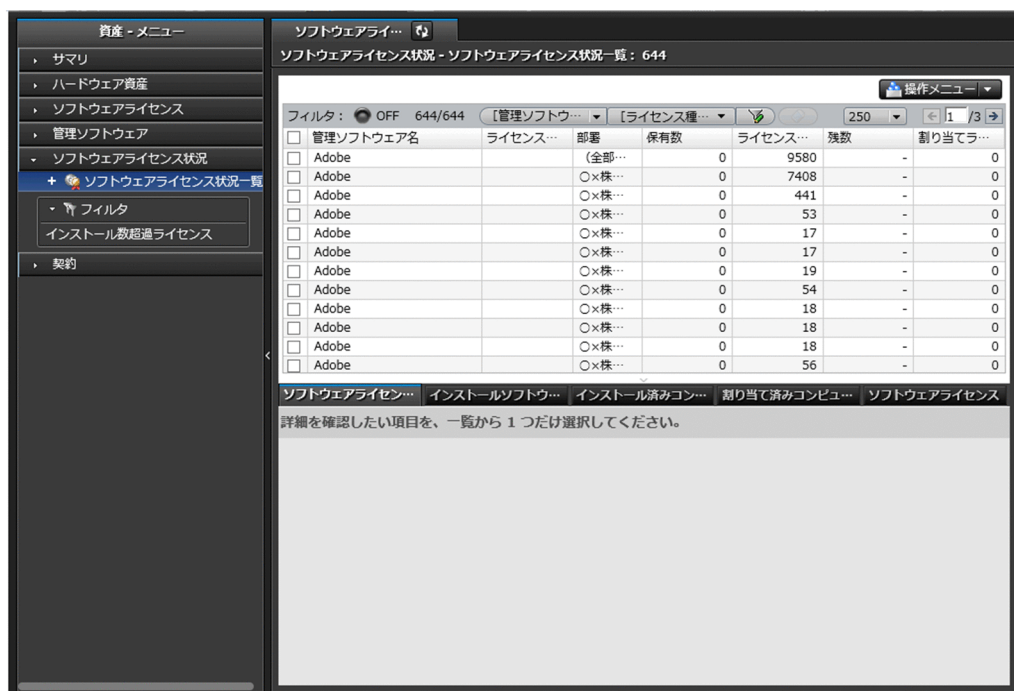 資産 - メニュー
サマリ
ハードウェア資産
ソフトウェアライセンス
管理ソフトウェア
ソフトウェアライセンス状況
+ ソフトウェアライセンス状況一覧
フィルタ
インストール数超過ライセンス
契約
ソフトウェアライ…
ソフトウェアライセンス状況 - ソフトウェアライセンス状況一覧 : 644
操作メニュー
フィルタ : OFF 644/644 [管理ソフトウ… [ライセンス種… 250 1 /3
管理ソフトウェア名 ライセンス… 部署 保有数 ライセンス… 残数 割り当てラ…
Adobe (全部… 0 9580 - 0
Adobe ○×株… 0 7408 - 0
Adobe ○×株… 0 441 - 0
Adobe ○×株… 0 53 - 0
Adobe ○×株… 0 17 - 0
Adobe ○×株… 0 17 - 0
Adobe ○×株… 0 19 - 0
Adobe ○×株… 0 54 - 0
Adobe ○×株… 0 18 - 0
Adobe ○×株… 0 18 - 0
Adobe ○×株… 0 18 - 0
Adobe ○×株… 0 56 - 0
ソフトウェアライセン… インストールソフトウ… インストール済みコン… 割り当て済みコンピュ… ソフトウェアライセンス
詳細を確認したい項目を、一覧から 1 つだけ選択してください。